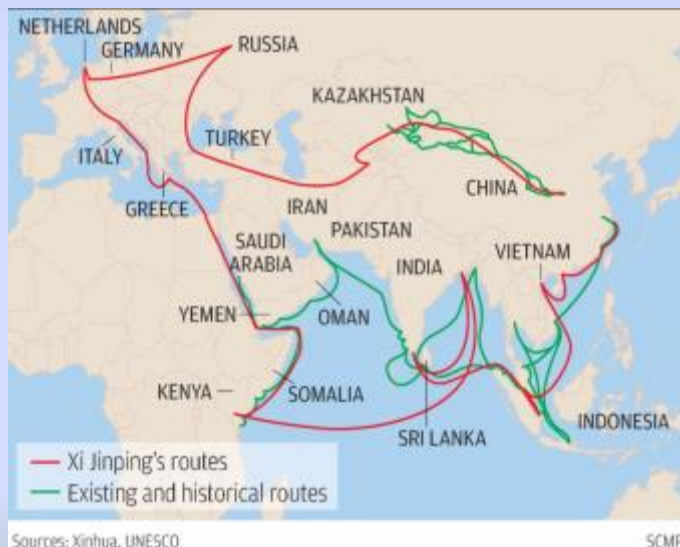 NETHERLANDS
GERMANY
RUSSIA
KAZAKHSTAN
ITALY
TURKEY
CHINA
GREECE
IRAN
PAKISTAN
SAUDI
ARABIA
INDIA
VIETNAM
YEMEN
OMAN
KENYA
SOMALIA
SRI LANKA
INDONESIA
Xi Jinping's routes
Existing and historical routes
Sources: Xinhua, UNESCO
SCMP